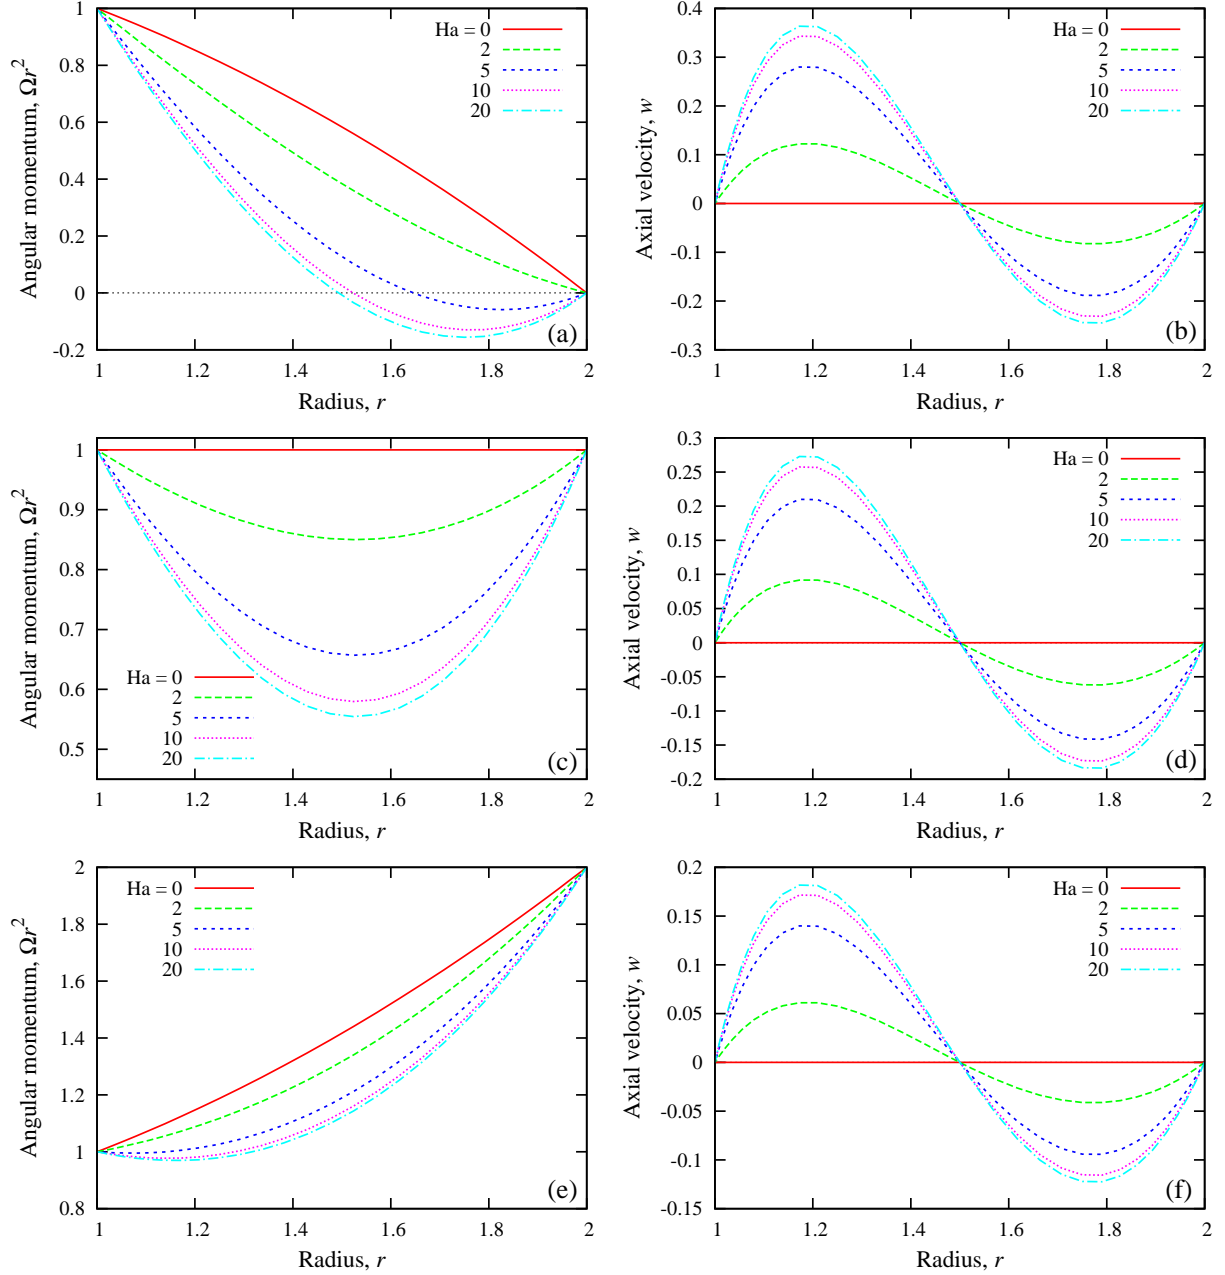 Angular momentum, Ωr²
1
0.8
0.6
0.4
0.2
0
-0.2
1 1.2 1.4 1.6 1.8 2
Radius, r
Ha = 0
2
5
10
20
(a)
Axial velocity, w
0.4
0.3
0.2
0.1
0
-0.1
-0.2
-0.3
1 1.2 1.4 1.6 1.8 2
Radius, r
Ha = 0
2
5
10
20
(b)
Angular momentum, Ωr²
1
0.9
0.8
0.7
0.6
0.5
1 1.2 1.4 1.6 1.8 2
Radius, r
Ha = 0
2
5
10
20
(c)
Axial velocity, w
0.3
0.25
0.2
0.15
0.1
0.05
0
-0.05
-0.1
-0.15
-0.2
1 1.2 1.4 1.6 1.8 2
Radius, r
Ha = 0
2
5
10
20
(d)
Angular momentum, Ωr²
2
1.8
1.6
1.4
1.2
1
0.8
1 1.2 1.4 1.6 1.8 2
Radius, r
Ha = 0
2
5
10
20
(e)
Axial velocity, w
0.2
0.15
0.1
0.05
0
-0.05
-0.1
-0.15
1 1.2 1.4 1.6 1.8 2
Radius, r
Ha = 0
2
5
10
20
(f)